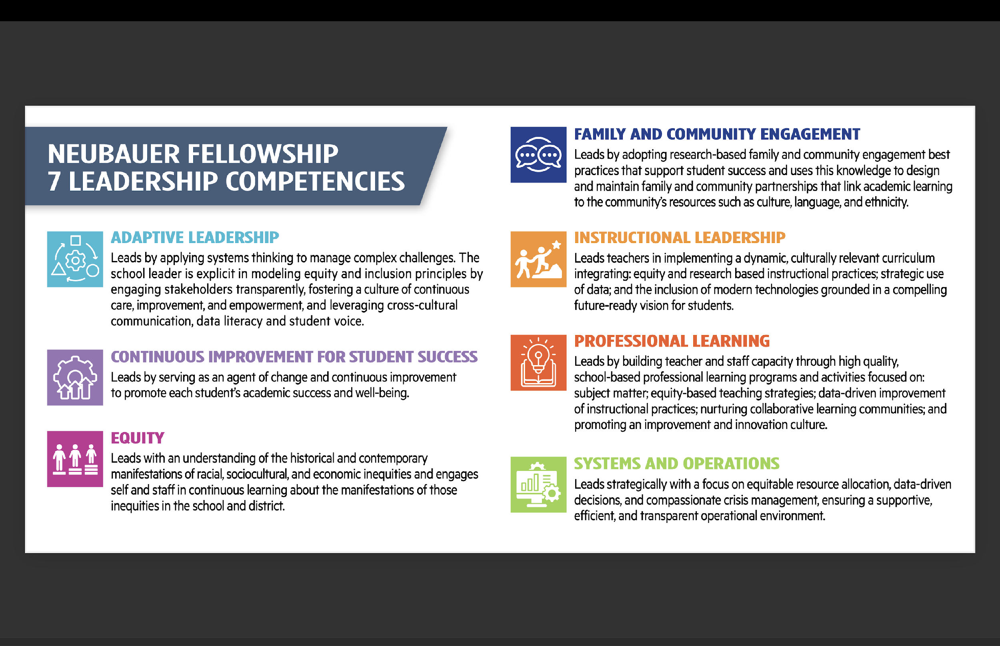 NEUBAUER FELLOWSHIP
7 LEADERSHIP COMPETENCIES
ADAPTIVE LEADERSHIP
Leads by applying systems thinking to manage complex challenges. The
school leader is explicit in modeling equity and inclusion principles by
engaging stakeholders transparently, fostering a culture of continuous
care, improvement, and empowerment, and leveraging cross-cultural
communication, data literacy and student voice.
CONTINUOUS IMPROVEMENT FOR STUDENT SUCCESS
Leads by serving as an agent of change and continuous improvement
to promote each student’s academic success and well-being.
EQUITY
Leads with an understanding of the historical and contemporary
manifestations of racial, sociocultural, and economic inequities and engages
self and staff in continuous learning about the manifestations of those
inequities in the school and district.
FAMILY AND COMMUNITY ENGAGEMENT
Leads by adopting research-based family and community engagement best
practices that support student success and uses this knowledge to design
and maintain family and community partnerships that link academic learning
to the community’s resources such as culture, language, and ethnicity.
INSTRUCTIONAL LEADERSHIP
Leads teachers in implementing a dynamic, culturally relevant curriculum
integrating: equity and research based instructional practices; strategic use
of data; and the inclusion of modern technologies grounded in a compelling
future-ready vision for students.
PROFESSIONAL LEARNING
Leads by building teacher and staff capacity through high quality,
school-based professional learning programs and activities focused on:
subject matter; equity-based teaching strategies; data-driven improvement
of instructional practices; nurturing collaborative learning communities; and
promoting an improvement and innovation culture.
SYSTEMS AND OPERATIONS
Leads strategically with a focus on equitable resource allocation, data-driven
decisions, and compassionate crisis management, ensuring a supportive,
efficient, and transparent operational environment.